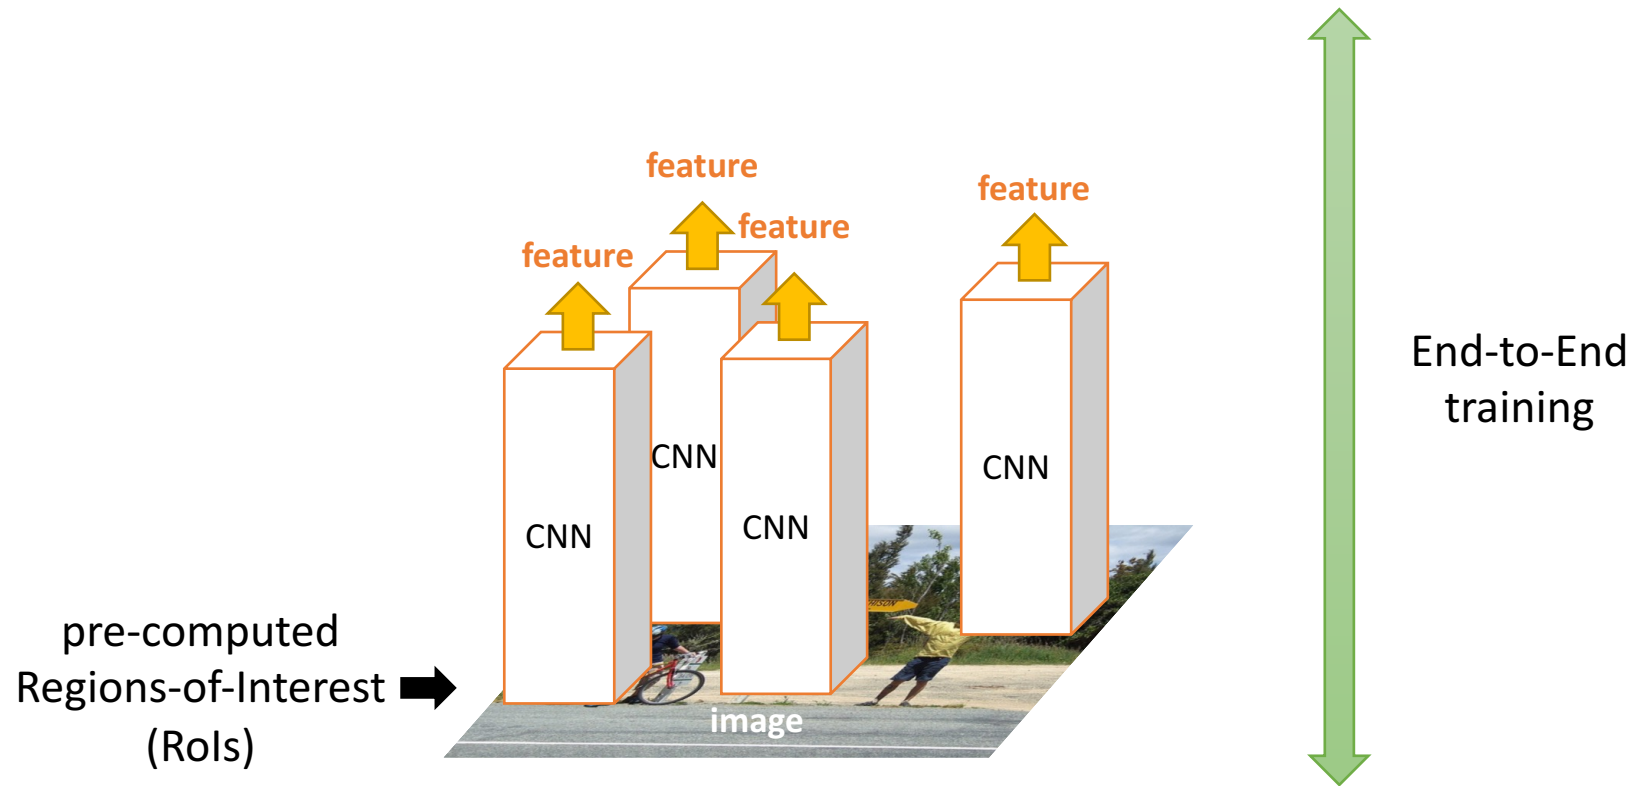 feature
feature
feature
feature
CNN
CNN
CNN
CNN
End-to-End
training
pre-computed
Regions-of-Interest
(RoIs)
image